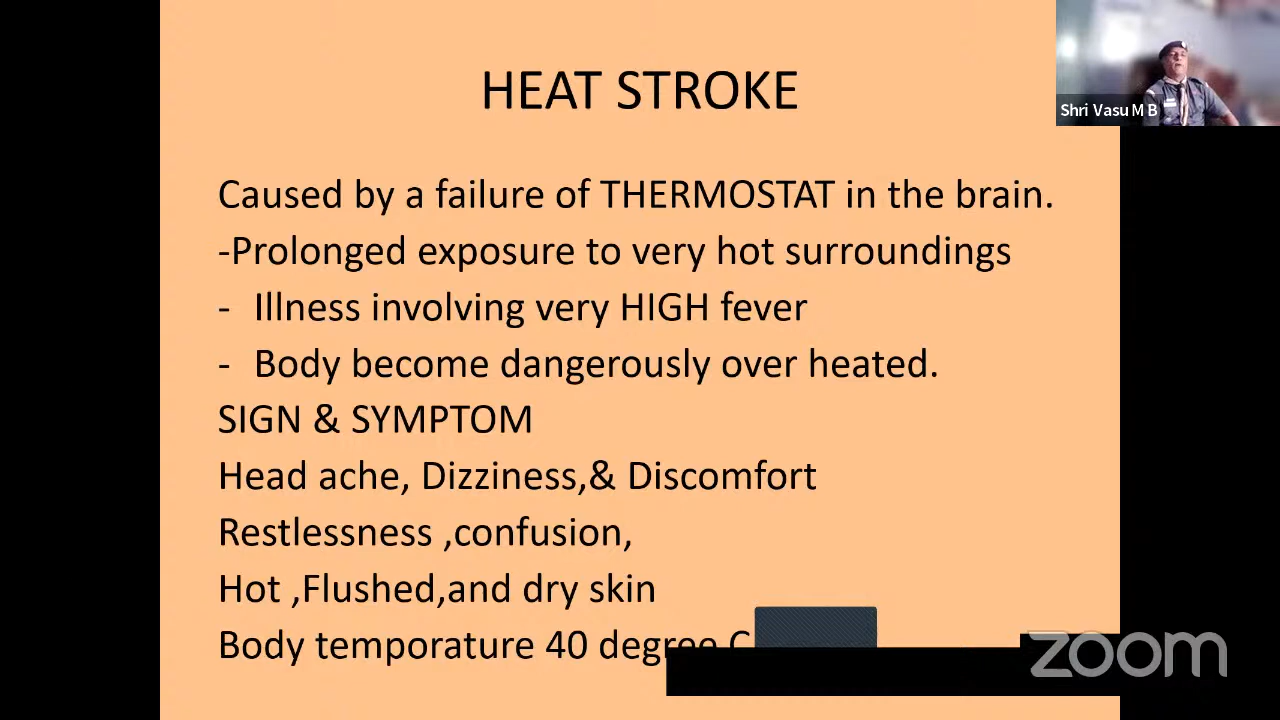 HEAT STROKE
Shri Vasu M B
Caused by a failure of THERMOSTAT in the brain.
-Prolonged exposure to very hot surroundings
- Illness involving very HIGH fever
- Body become dangerously over heated.
SIGN & SYMPTOM
Head ache, Dizziness,& Discomfort
Restlessness ,confusion,
Hot ,Flushed,and dry skin
Body temporature 40 degree C
zoom